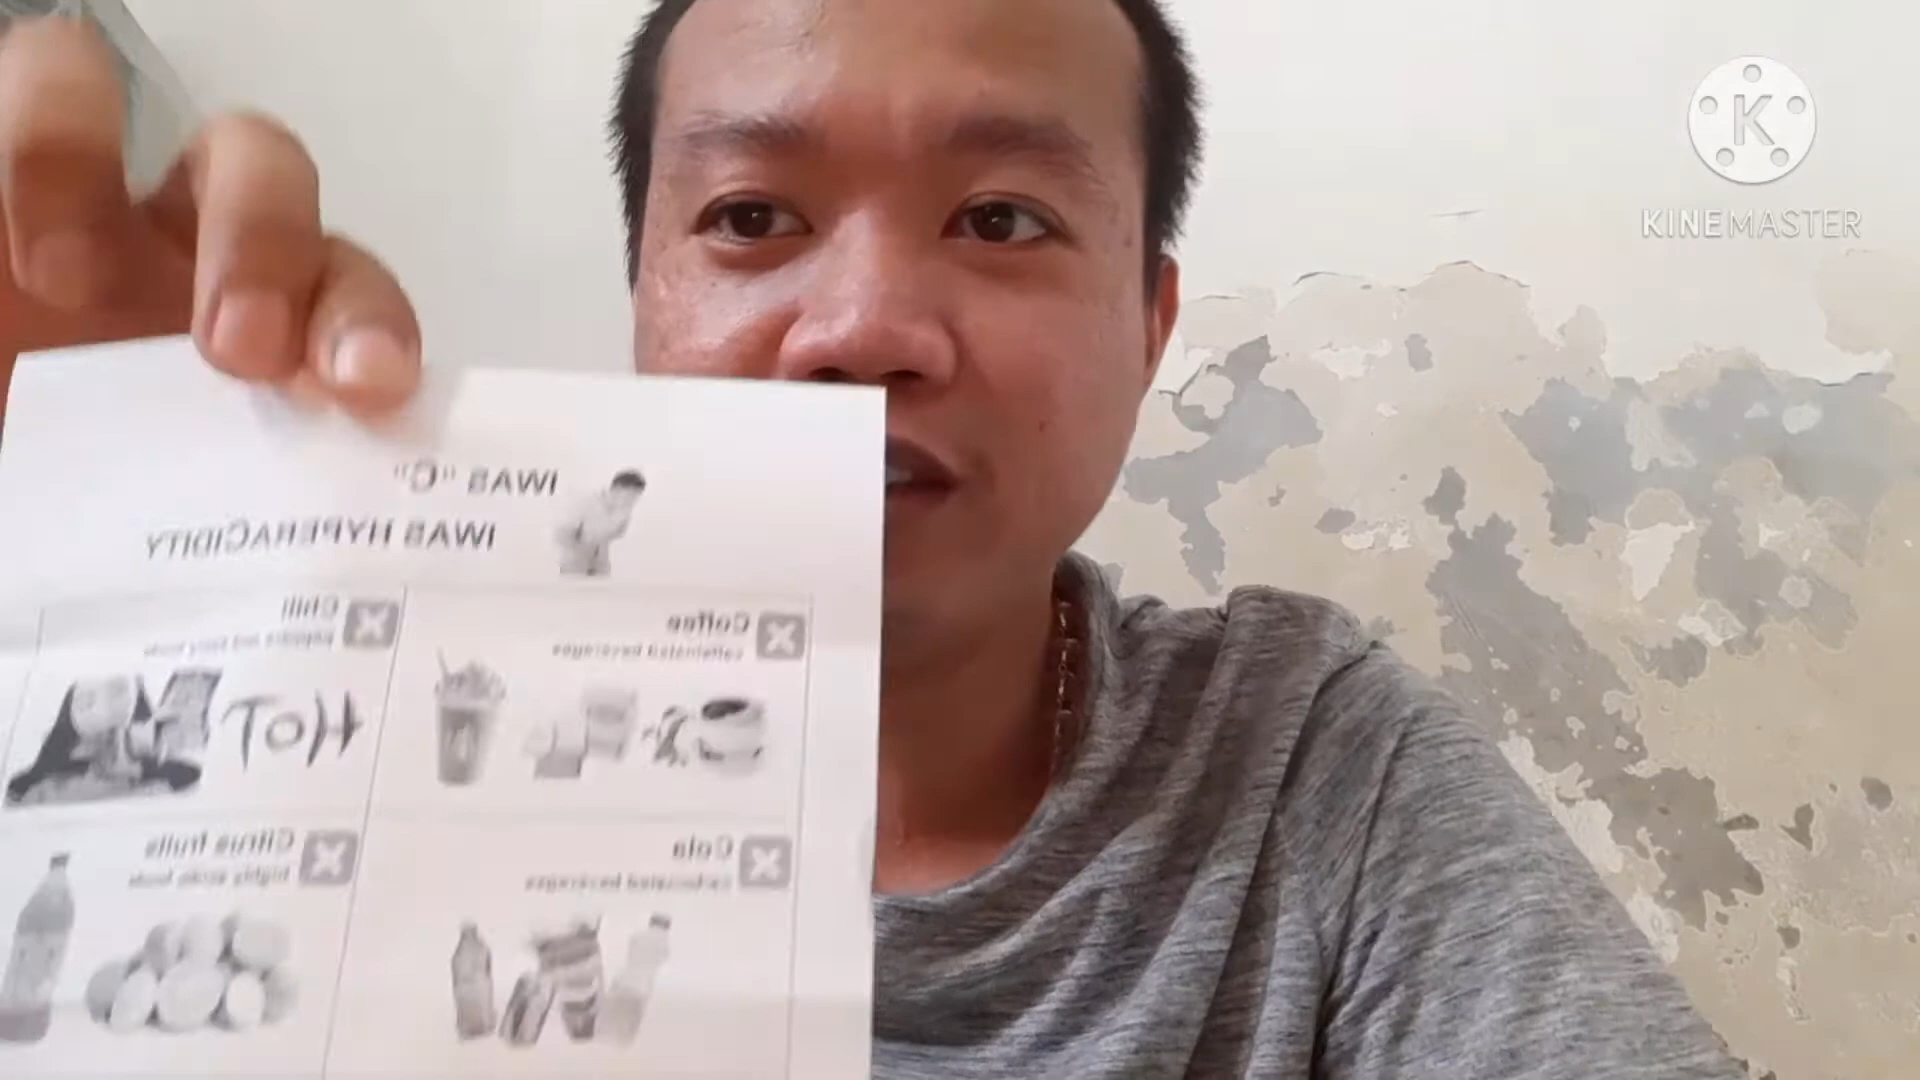 K
KINEMASTER
IWAS "C"
IWAS HYPERACIDITY
Coffee
caffeinated beverages
Chili
HOT
Cola
carbonated beverages
Citrus fruits
highly acidic foods